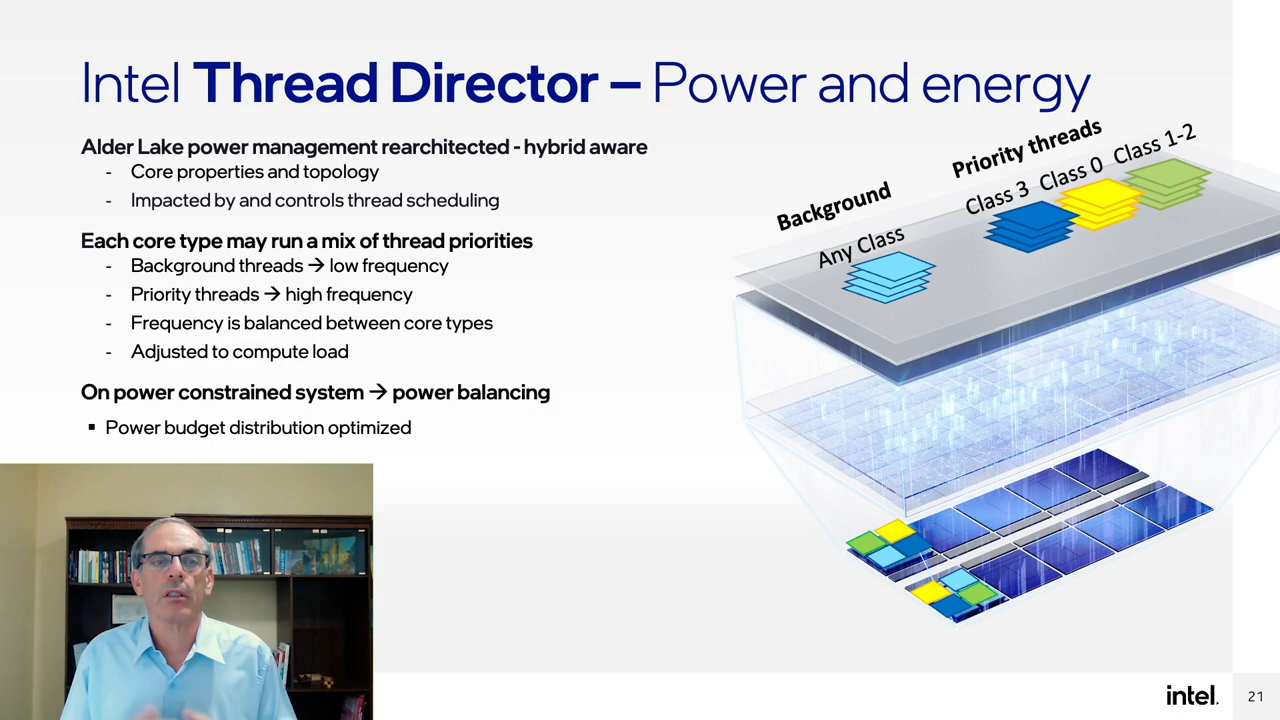 Intel Thread Director – Power and energy
Alder Lake power management rearchitected - hybrid aware
- Core properties and topology
- Impacted by and controls thread scheduling
Each core type may run a mix of thread priorities
- Background threads → low frequency
- Priority threads → high frequency
- Frequency is balanced between core types
- Adjusted to compute load
On power constrained system → power balancing
▪ Power budget distribution optimized
Background
Any Class
Priority threads
Class 3 Class 0 Class 1-2
intel.
21